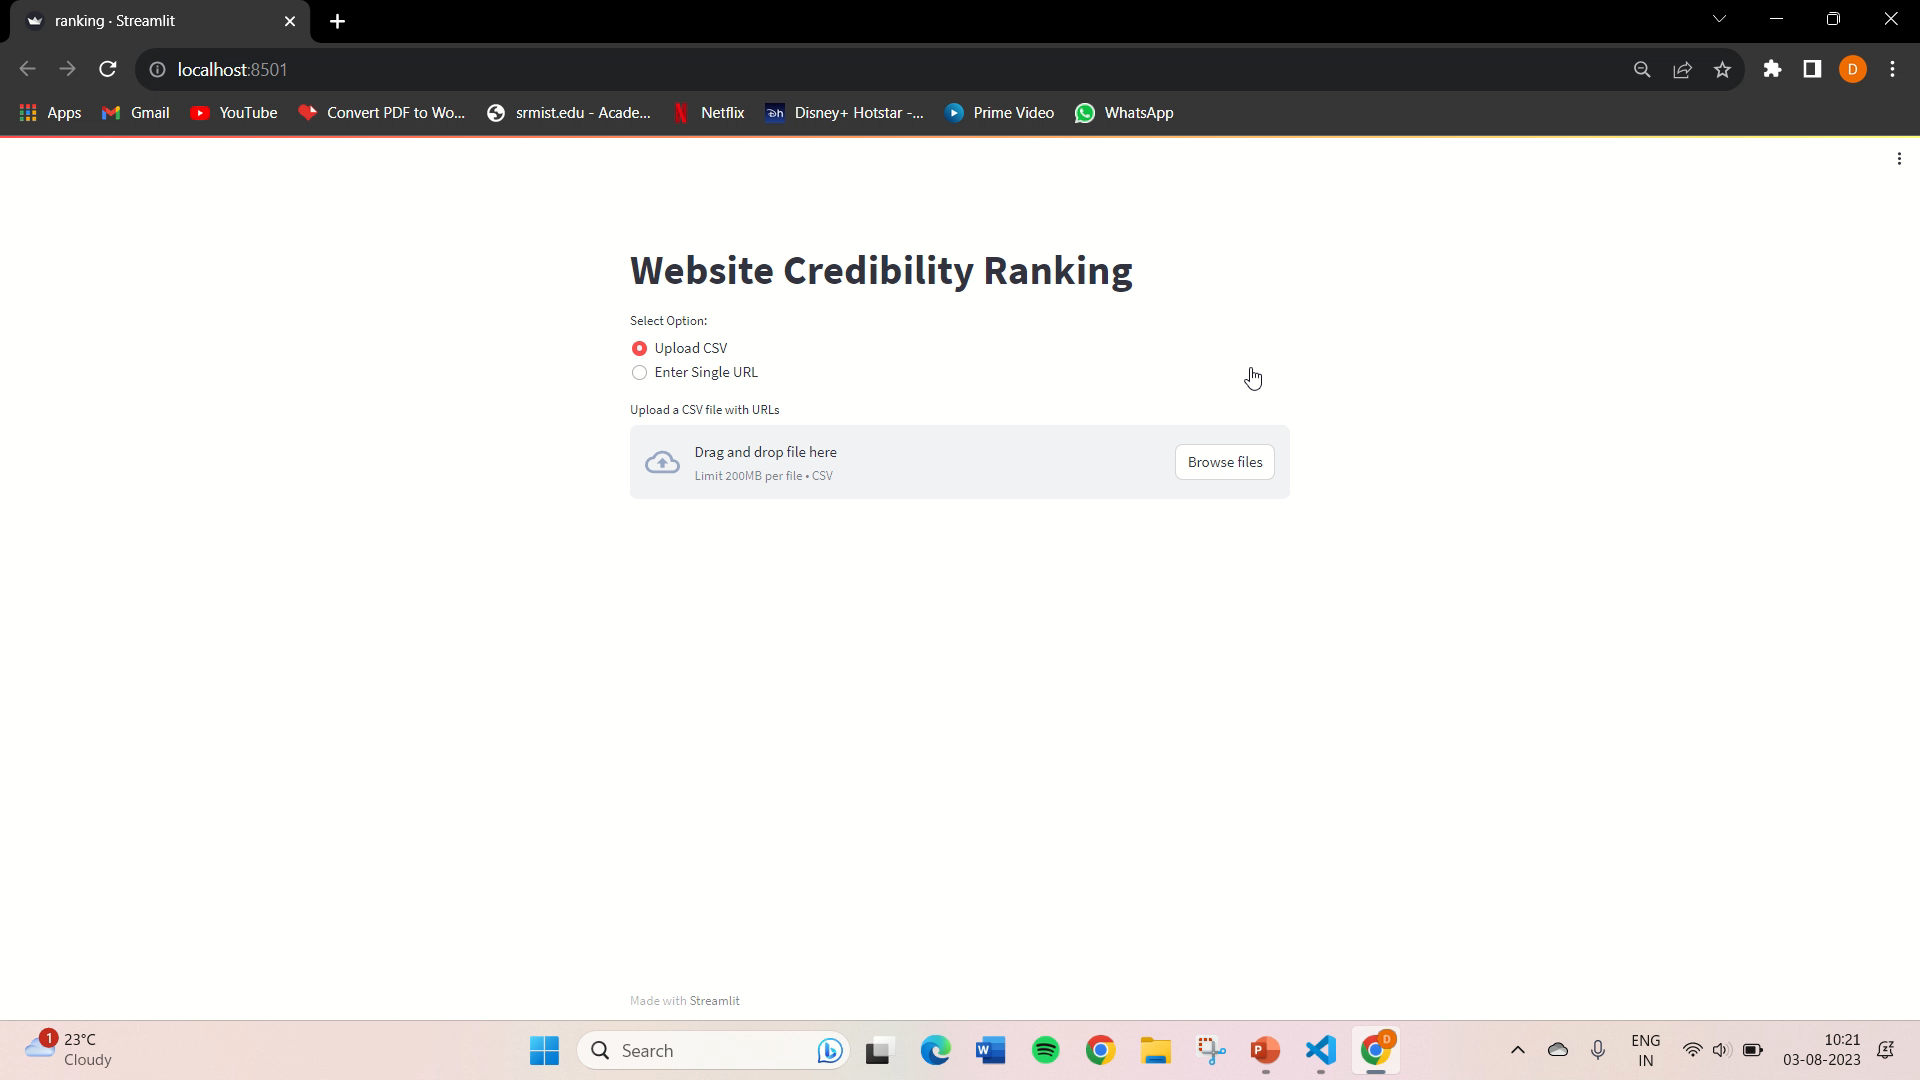 ranking · Streamlit
localhost:8501
D
Apps Gmail YouTube Convert PDF to Wo... srmist.edu - Acade... Netflix Disney+ Hotstar -... Prime Video WhatsApp
Website Credibility Ranking
Select Option:
Upload CSV
Enter Single URL
Upload a CSV file with URLs
Drag and drop file here
Limit 200MB per file • CSV
Browse files
Made with Streamlit
1
23°C
Cloudy
Search
D
ENG
IN
10:21
03-08-2023